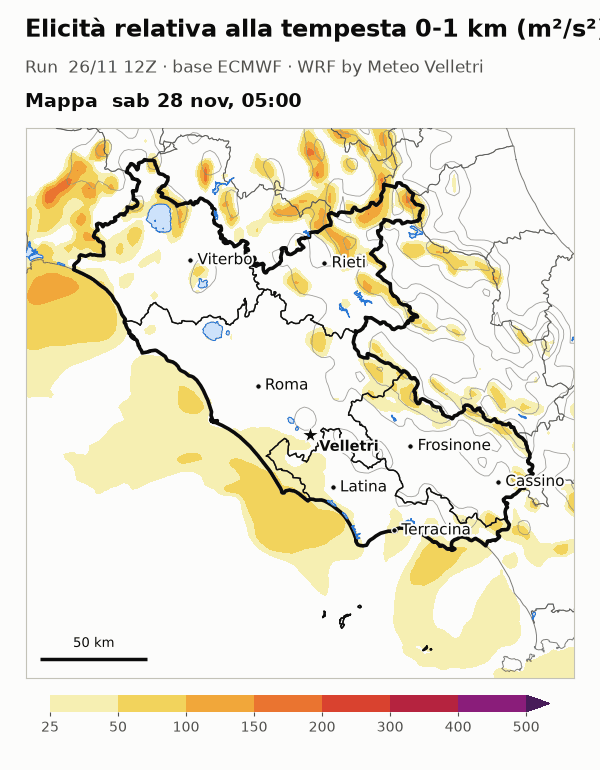 Elicità relativa alla tempesta 0-1 km (m²/s²)
Run 26/11 12Z · base ECMWF · WRF by Meteo Velletri
Mappa sab 28 nov, 05:00
Viterbo
Rieti
Roma
Velletri
Frosinone
Cassino
Latina
Terracina
50 km
25 50 100 150 200 300 400 500